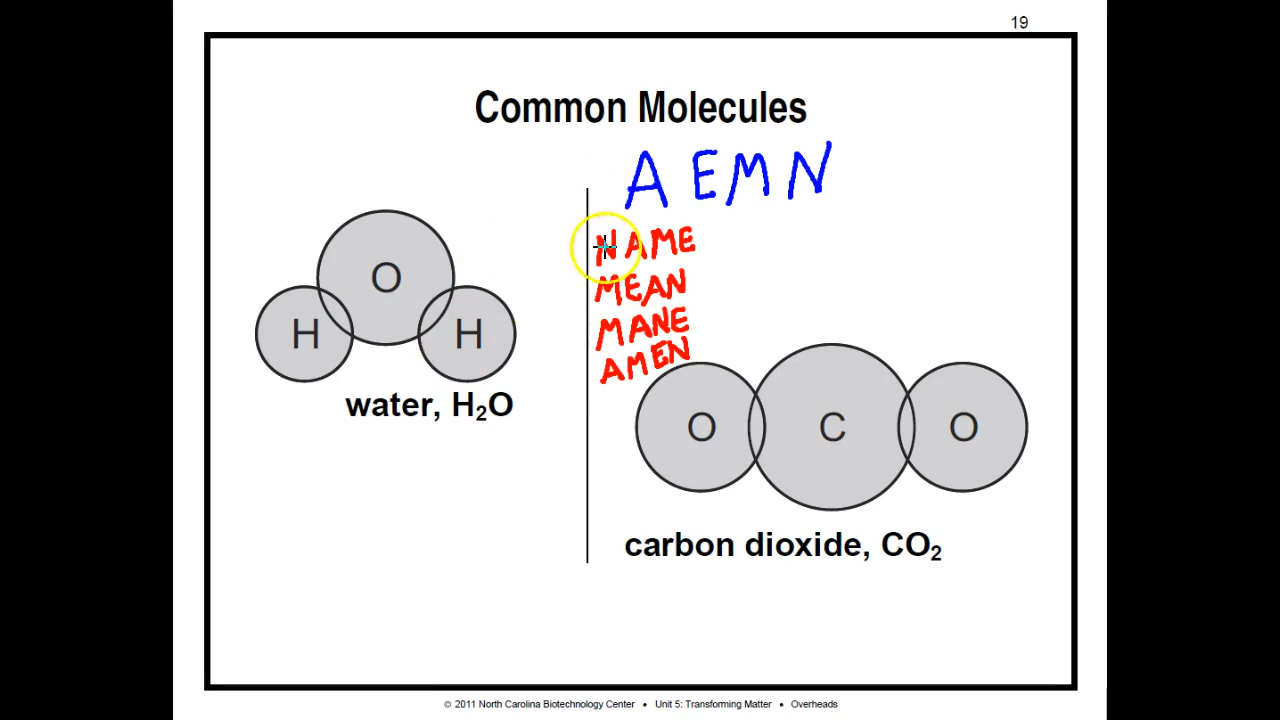 19
Common Molecules
A E M N
NAME
MEAN
MANE
AMEN
O
H H
water, H₂O
O C O
carbon dioxide, CO₂
© 2011 North Carolina Biotechnology Center • Unit 5: Transforming Matter • Overheads